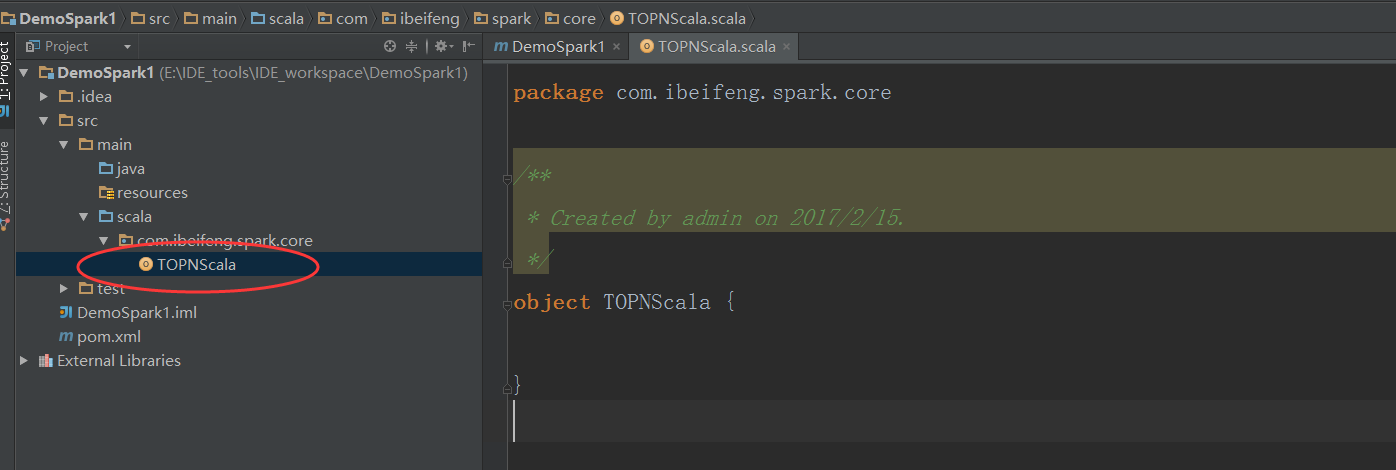 DemoSpark1 src main scala com ibeifeng spark core TOPNScala.scala
Project
DemoSpark1 × TOPNScala.scala ×
1: Project
Z: Structure
DemoSpark1 (E:\IDE_tools\IDE_workspace\DemoSpark1)
.idea
src
main
java
resources
scala
com.ibeifeng.spark.core
TOPNScala
test
DemoSpark1.iml
pom.xml
External Libraries
package com.ibeifeng.spark.core
/**
* Created by admin on 2017/2/15.
*/
object TOPNScala {
}